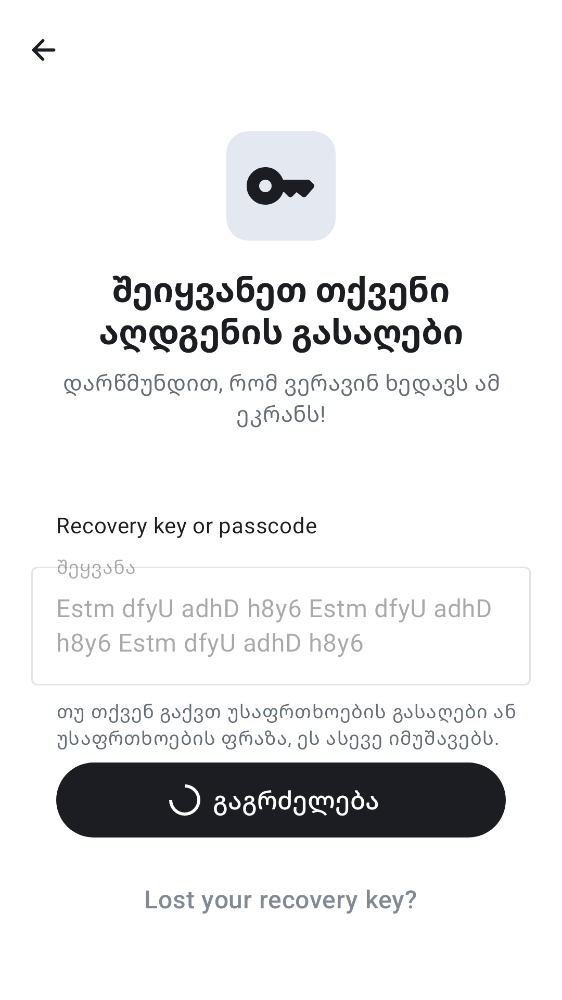 შეიყვანეთ თქვენი
აღდგენის გასაღები
დარწმუნდით, რომ ვერავინ ხედავს ამ
ეკრანს!
Recovery key or passcode
შეყვანა
Estm dfyU adhD h8y6 Estm dfyU adhD
h8y6 Estm dfyU adhD h8y6
თუ თქვენ გაქვთ უსაფრთხოების გასაღები ან
უსაფრთხოების ფრაზა, ეს ასევე იმუშავებს.
გაგრძელება
Lost your recovery key?